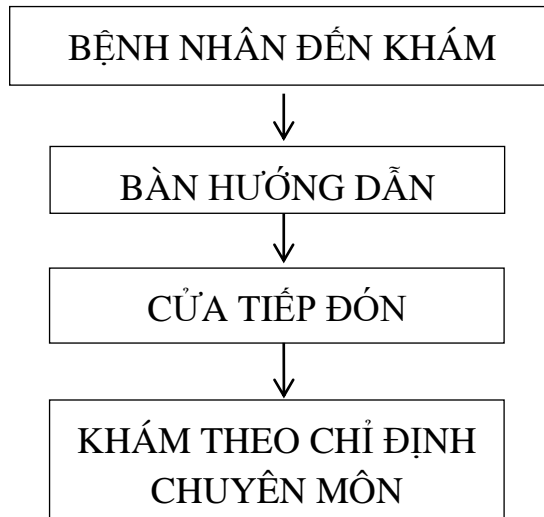 BỆNH NHÂN ĐẾN KHÁM
BÀN HƯỚNG DẪN
CỬA TIẾP ĐÓN
KHÁM THEO CHỈ ĐỊNH
CHUYÊN MÔN